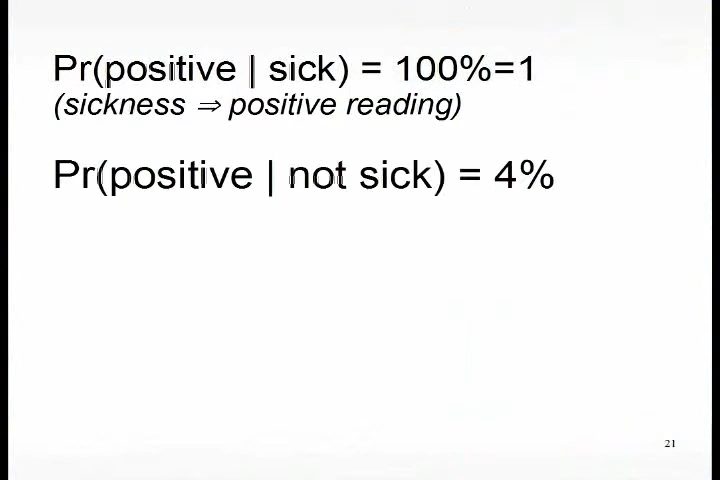 Pr(positive | sick) = 100%=1
(sickness ⇒ positive reading)
Pr(positive | not sick) = 4%
21